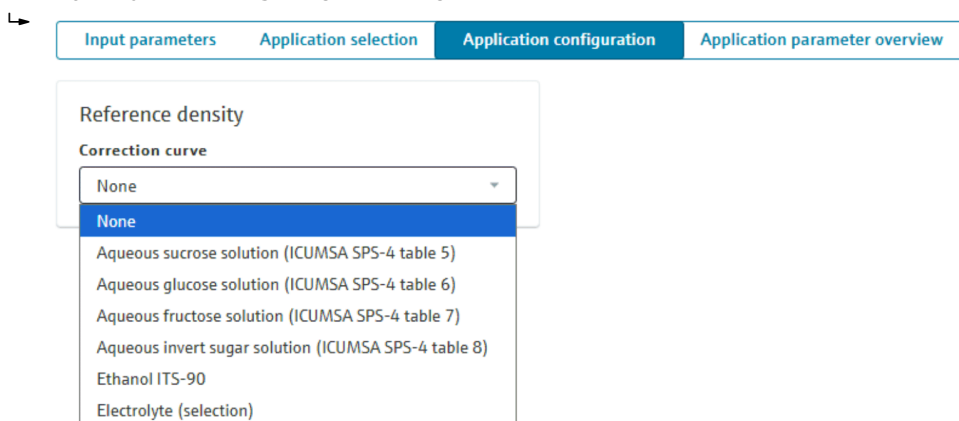 Input parameters Application selection Application configuration Application parameter overview
Reference density
Correction curve
None
None
Aqueous sucrose solution (ICUMSA SPS-4 table 5)
Aqueous glucose solution (ICUMSA SPS-4 table 6)
Aqueous fructose solution (ICUMSA SPS-4 table 7)
Aqueous invert sugar solution (ICUMSA SPS-4 table 8)
Ethanol ITS-90
Electrolyte (selection)